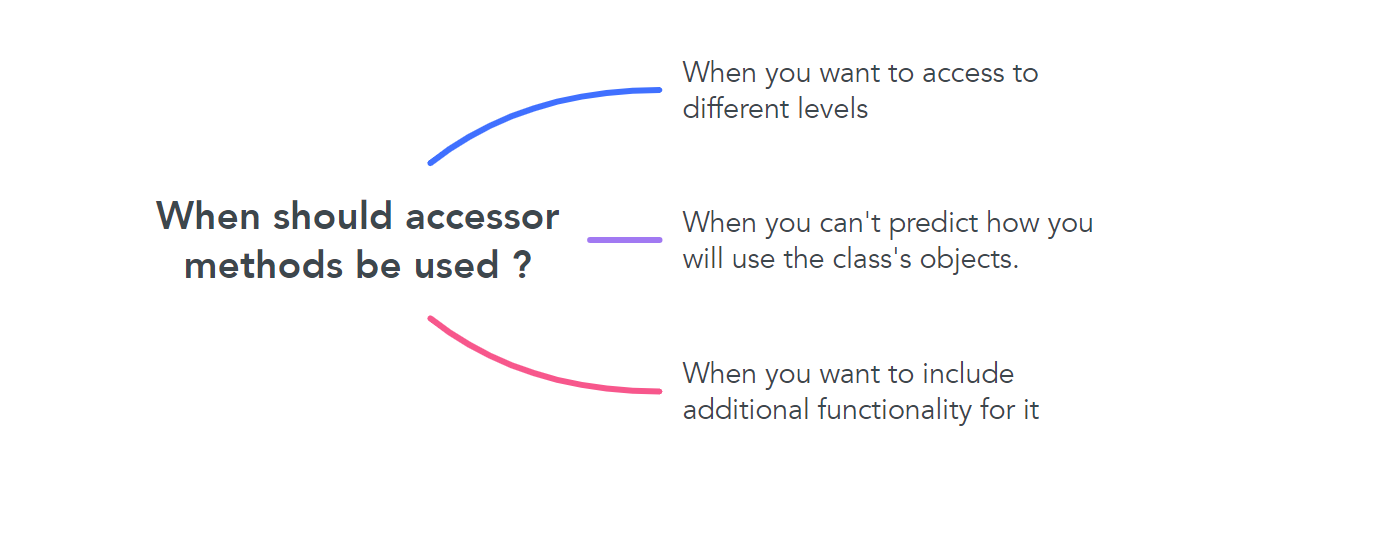 When should accessor
methods be used ?
When you want to access to
different levels
When you can't predict how you
will use the class's objects.
When you want to include
additional functionality for it